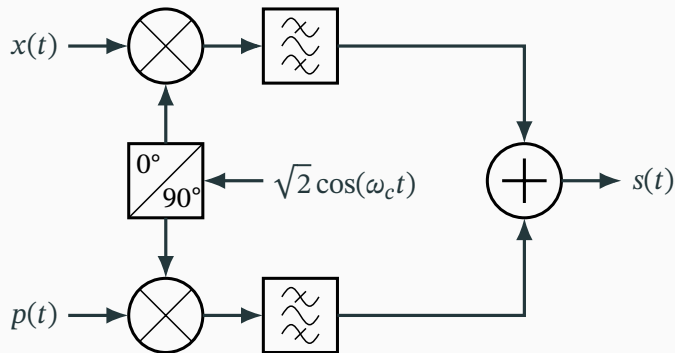 x(t)
0°
90°
√2 cos(ω_c t)
s(t)
p(t)